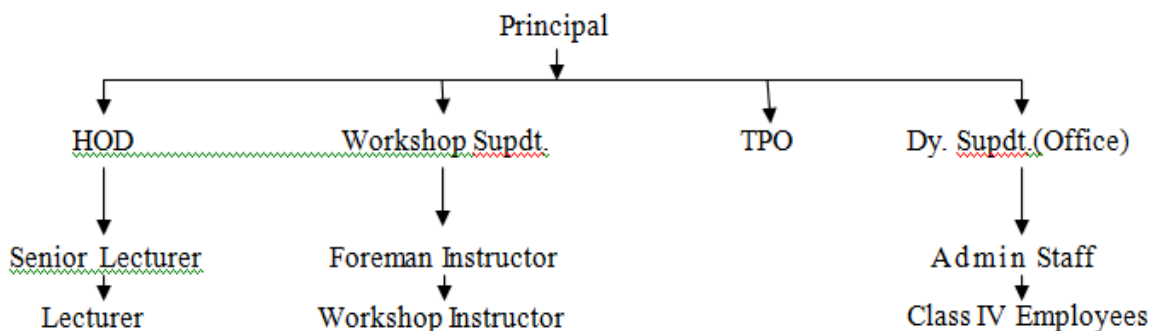 Principal
HOD Workshop Supdt. TPO Dy. Supdt.(Office)
Senior Lecturer Foreman Instructor Admin Staff
Lecturer Workshop Instructor Class IV Employees